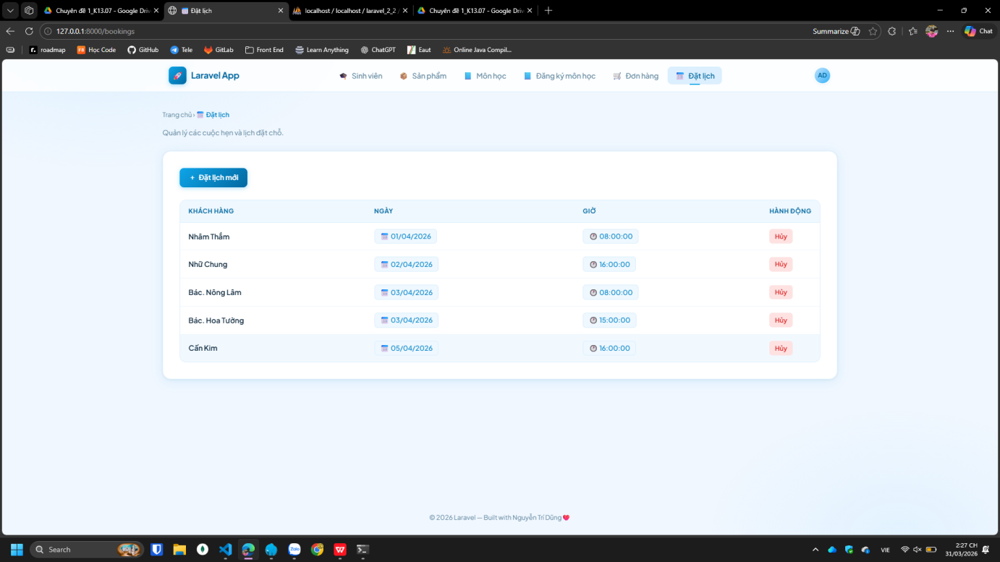 Chuyên đề 1_K13.07 - Google Driv
Đặt lịch
localhost / localhost / laravel_2_2 /
Chuyên đề 1_K13.07 - Google Driv
127.0.0.1:8000/bookings
Summarize
Chat
roadmap
F8 Học Code
GitHub
Tele
GitLab
Front End
Learn Anything
ChatGPT
Eaut
Online Java Compil...
Laravel App
Sinh viên
Sản phẩm
Môn học
Đăng ký môn học
Đơn hàng
Đặt lịch
AD
Trang chủ › Đặt lịch
Quản lý các cuộc hẹn và lịch đặt chỗ.
+ Đặt lịch mới
KHÁCH HÀNG NGÀY GIỜ HÀNH ĐỘNG
Nhâm Thắm 01/04/2026 08:00:00 Hủy
Nhữ Chung 02/04/2026 16:00:00 Hủy
Bác. Nông Lâm 03/04/2026 08:00:00 Hủy
Bác. Hoa Tường 03/04/2026 15:00:00 Hủy
Cấn Kim 05/04/2026 16:00:00 Hủy
© 2026 Laravel — Built with Nguyễn Trí Dũng
Search
Zalo
VIE
2:27 CH
31/03/2026